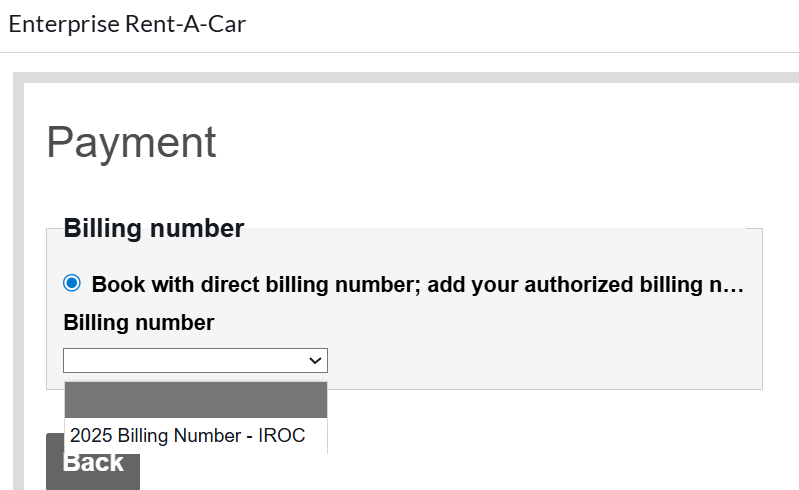 Enterprise Rent-A-Car
Payment
Billing number
Book with direct billing number; add your authorized billing n...
Billing number
2025 Billing Number - IROC
Back